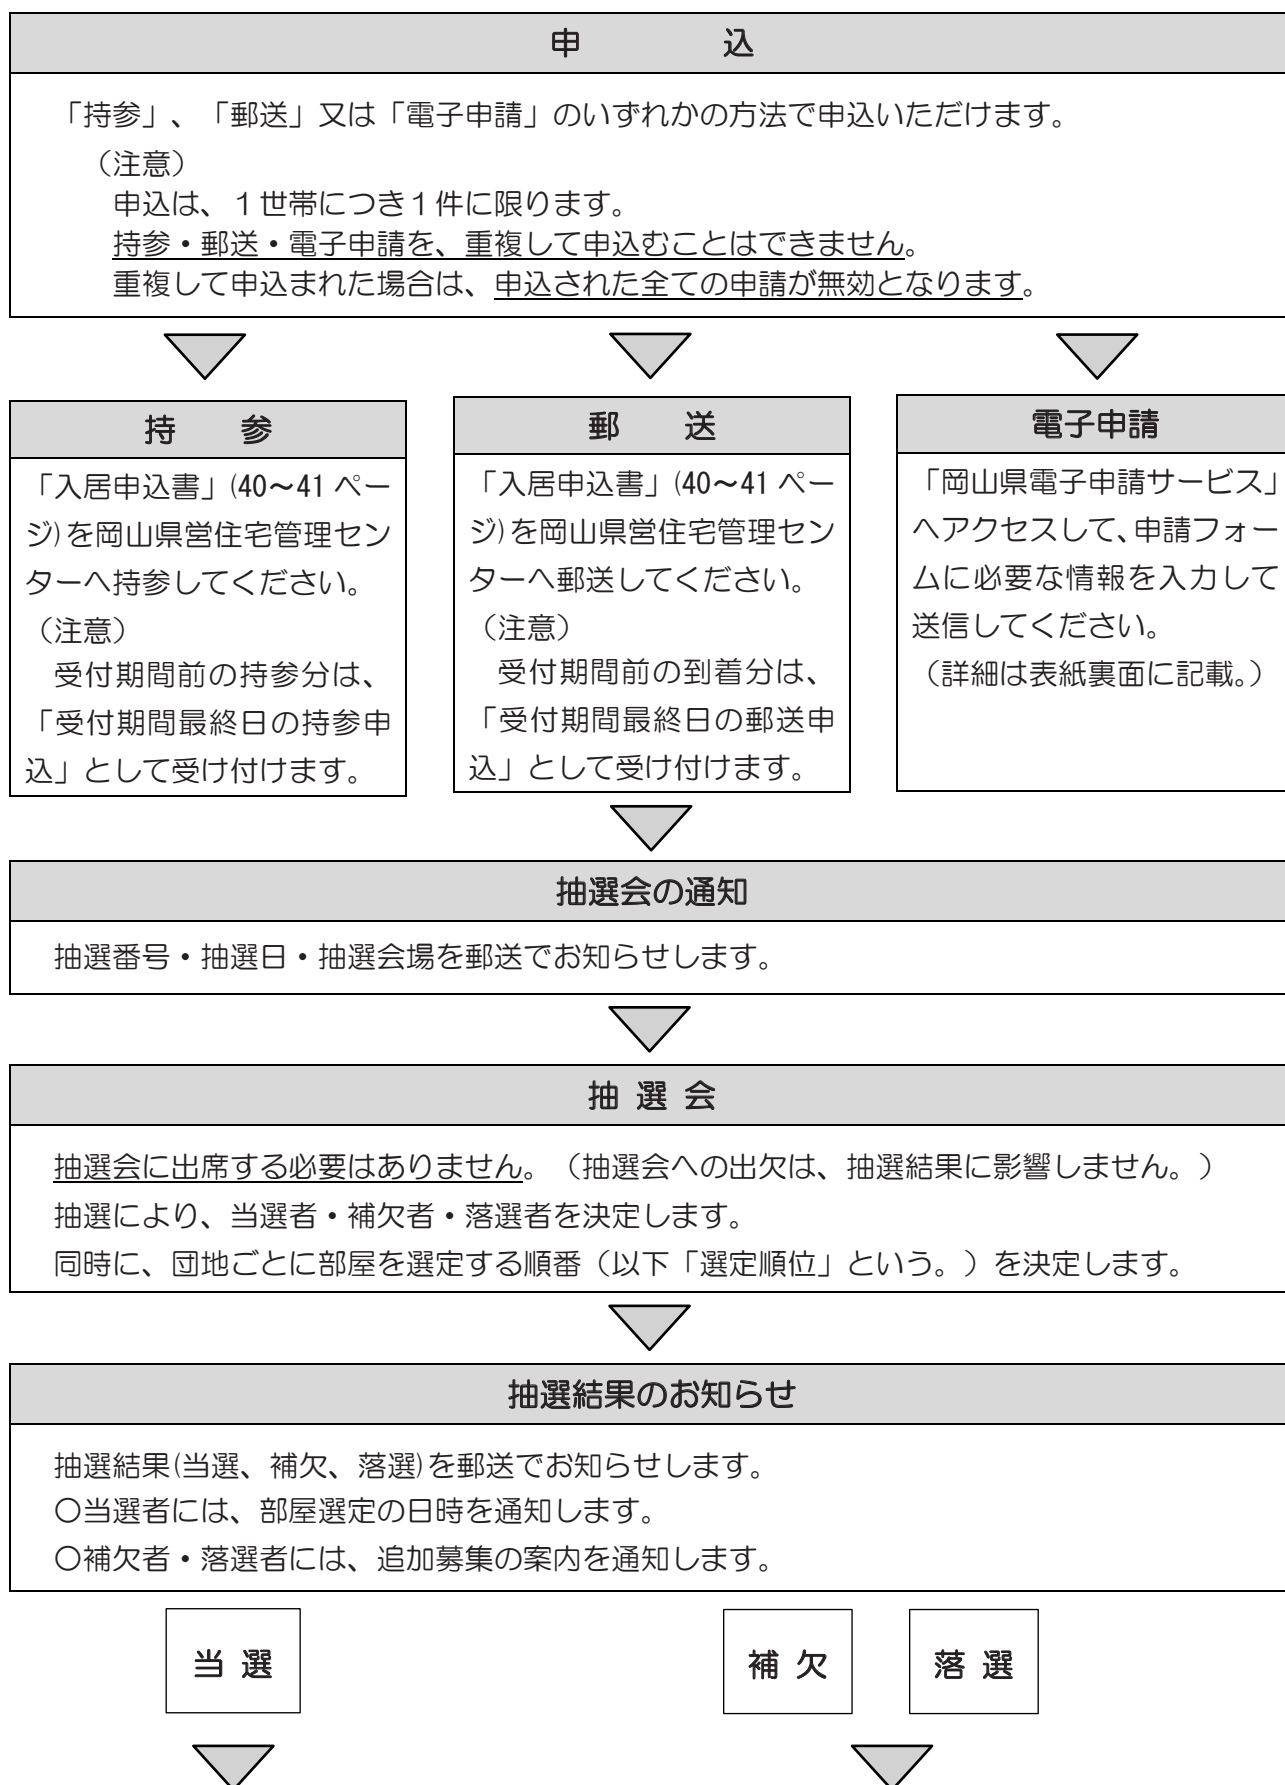 申　　　込
「持参」、「郵送」又は「電子申請」のいずれかの方法で申込いただけます。
（注意）
申込は、１世帯につき１件に限ります。
持参・郵送・電子申請を、重複して申込むことはできません。
重複して申込まれた場合は、申込された全ての申請が無効となります。
持　参
「入居申込書」(40～41 ペー
ジ)を岡山県営住宅管理セン
ターへ持参してください。
（注意）
受付期間前の持参分は、
「受付期間最終日の持参申
込」として受け付けます。
郵　送
「入居申込書」(40～41 ペー
ジ)を岡山県営住宅管理セン
ターへ郵送してください。
（注意）
受付期間前の到着分は、
「受付期間最終日の郵送申
込」として受け付けます。
電子申請
「岡山県電子申請サービス」
へアクセスして、申請フォー
ムに必要な情報を入力して
送信してください。
（詳細は表紙裏面に記載。）
抽選会の通知
抽選番号・抽選日・抽選会場を郵送でお知らせします。
抽 選 会
抽選会に出席する必要はありません。（抽選会への出欠は、抽選結果に影響しません。）
抽選により、当選者・補欠者・落選者を決定します。
同時に、団地ごとに部屋を選定する順番（以下「選定順位」という。）を決定します。
抽選結果のお知らせ
抽選結果(当選、補欠、落選)を郵送でお知らせします。
〇当選者には、部屋選定の日時を通知します。
〇補欠者・落選者には、追加募集の案内を通知します。
当 選
補 欠
落 選